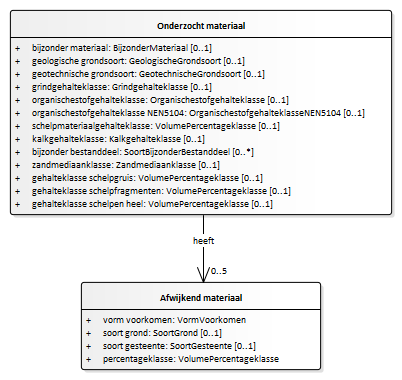 Onderzocht materiaal
+ bijzonder materiaal: BijzonderMateriaal [0..1]
+ geologische grondsoort: GeologischeGrondsoort [0..1]
+ geotechnische grondsoort: GeotechnischeGrondsoort [0..1]
+ grindgehalteklasse: Grindgehalteklasse [0..1]
+ organischestofgehalteklasse: Organischestofgehalteklasse [0..1]
+ organischestofgehalteklasse NEN5104: OrganischestofgehalteklasseNEN5104 [0..1]
+ schelpmateriaalgehalteklasse: VolumePercentageklasse [0..1]
+ kalkgehalteklasse: Kalkgehalteklasse [0..1]
+ bijzonder bestanddeel: SoortBijzonderBestanddeel [0..*]
+ zandmediaanklasse: Zandmediaanklasse [0..1]
+ gehalteklasse schelpgruis: VolumePercentageklasse [0..1]
+ gehalteklasse schelpfragmenten: VolumePercentageklasse [0..1]
+ gehalteklasse schelpen heel: VolumePercentageklasse [0..1]
heeft
0..5
Afwijkend materiaal
+ vorm voorkomen: VormVoorkomen
+ soort grond: SoortGrond [0..1]
+ soort gesteente: SoortGesteente [0..1]
+ percentageklasse: VolumePercentageklasse